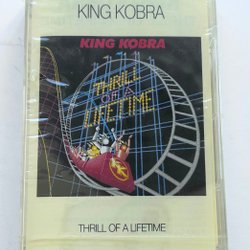 KING KOBRA
KING KOBRA
THRILL
OF A
LIFETIME
THRILL OF A LIFETIME